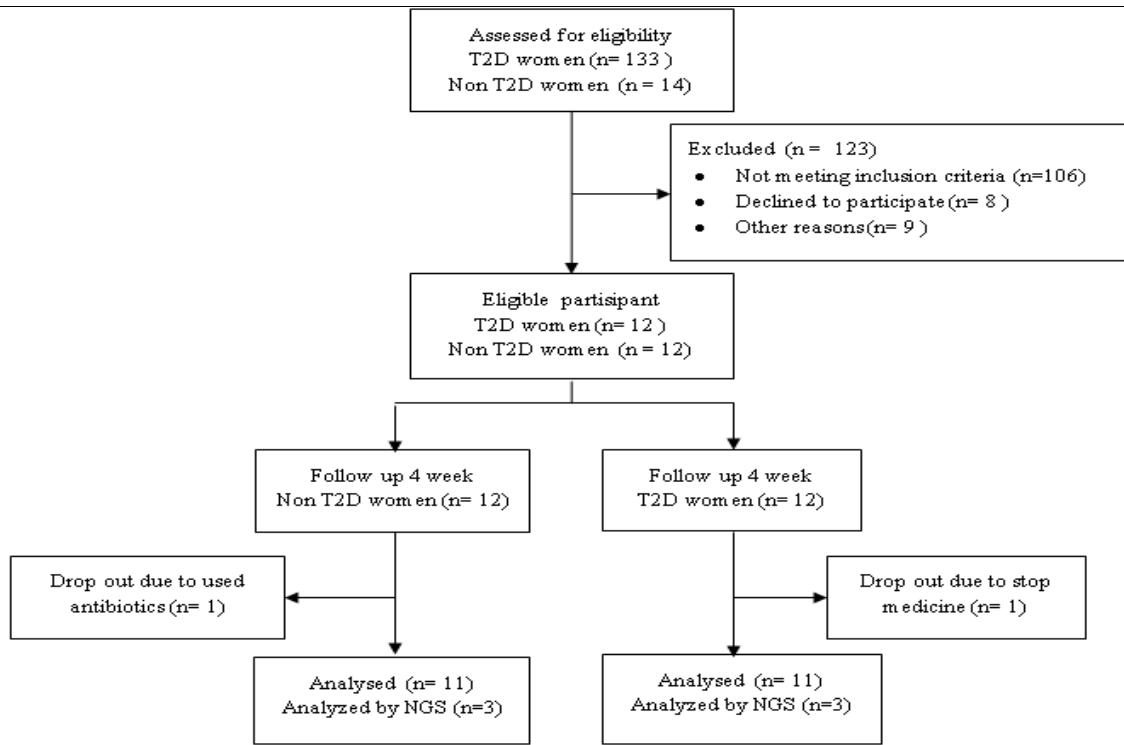 Assessed for eligibility
T2D women (n= 133 )
Non T2D women (n = 14)
Excluded (n = 123)
• Not meeting inclusion criteria (n=106)
• Declined to participate (n= 8 )
• Other reasons (n= 9 )
Eligible partisipant
T2D women (n= 12 )
Non T2D women (n = 12)
Follow up 4 week
Non T2D women (n= 12)
Follow up 4 week
T2D women (n= 12)
Drop out due to used
antibiotics (n= 1)
Drop out due to stop
medicine (n= 1)
Analysed (n= 11)
Analyzed by NGS (n=3)
Analysed (n= 11)
Analyzed by NGS (n=3)